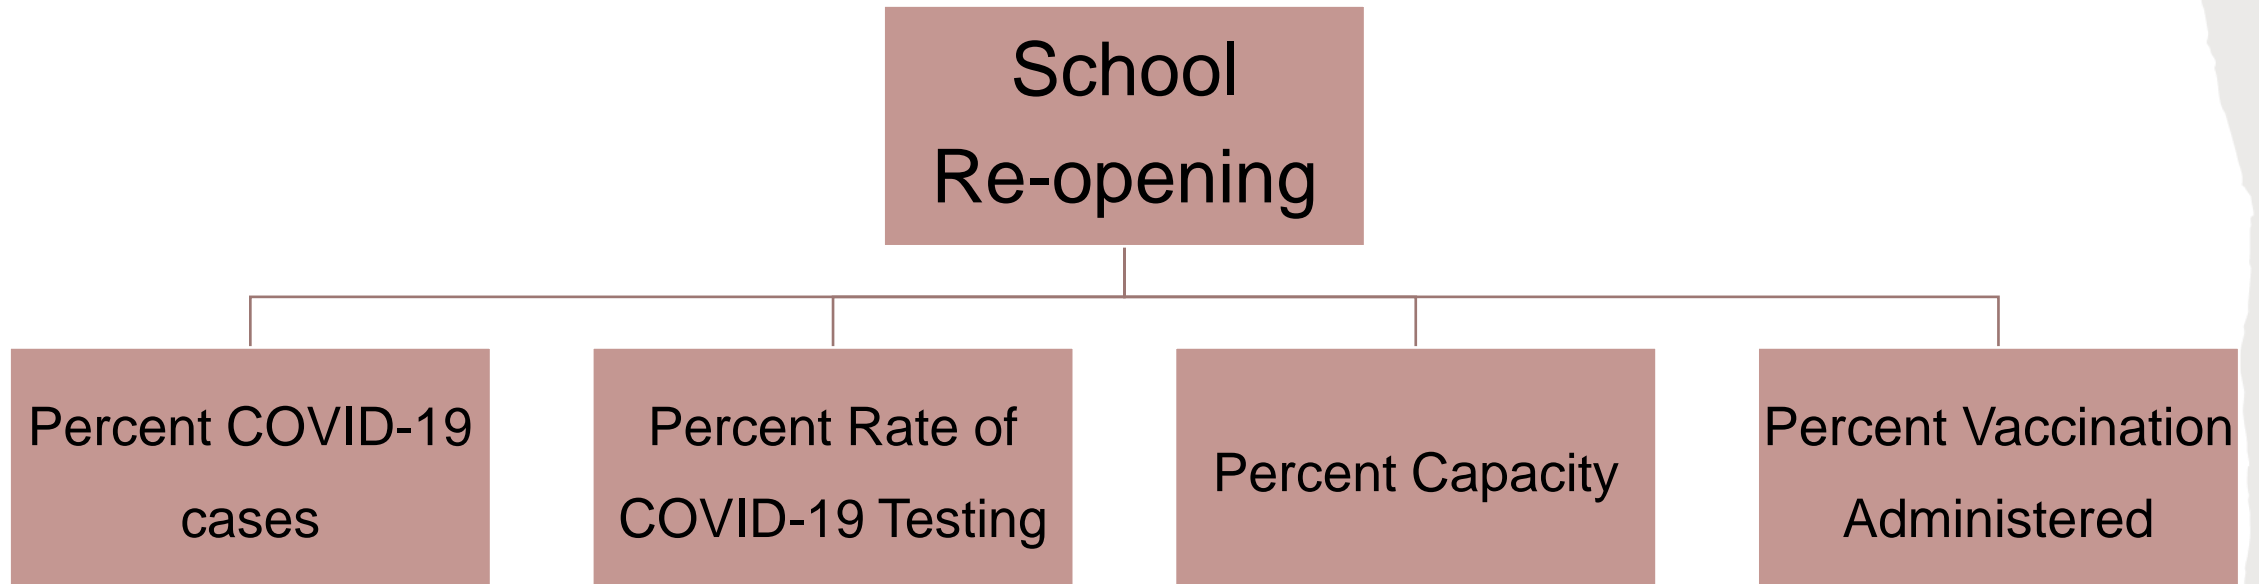 School
Re-opening
Percent COVID-19
cases
Percent Rate of
COVID-19 Testing
Percent Capacity
Percent Vaccination
Administered